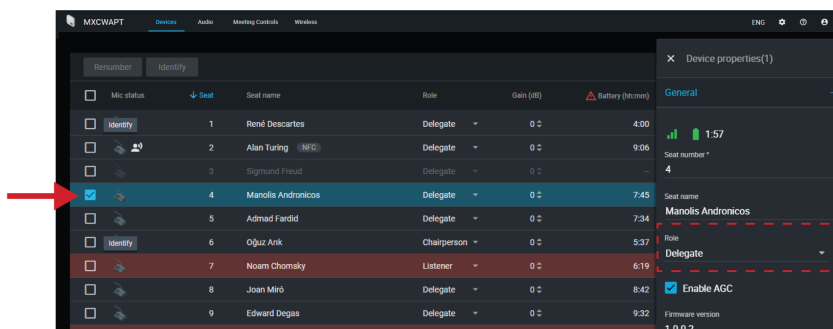 MXCWAPT Devices Audio Meeting Controls Wireless ENG
Renumber Identify
Mic status Seat Seat name Role Gain (dB) Battery (hh:mm)
Identify 1 René Descartes Delegate 0 4:00
2 Alan Turing NFC Delegate 0 9:06
3 Sigmund Freud Delegate 0 –
4 Manolis Andronicos Delegate 0 7:45
5 Admad Fardid Delegate 0 7:34
Identify 6 Oğuz Arık Chairperson 0 5:37
7 Noam Chomsky Listener 0 6:19
8 Joan Miró Delegate 0 8:42
9 Edward Degas Delegate 0 9:32
Device properties(1)
General
1:57
Seat number *
4
Seat name
Manolis Andronicos
Role
Delegate
Enable AGC
Firmware version
1.0.0.2